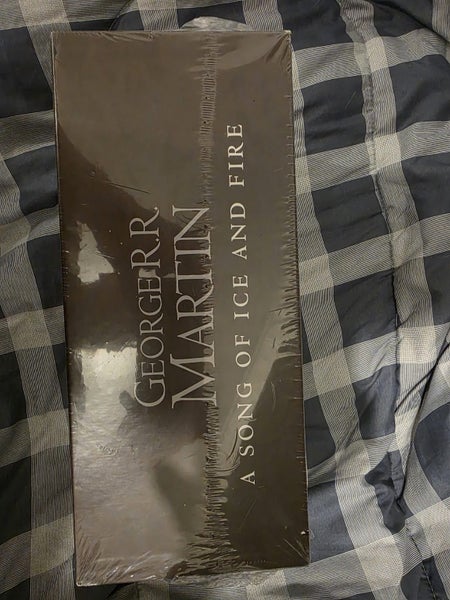 GEORGE R.R.
MARTIN
A SONG OF ICE AND FIRE